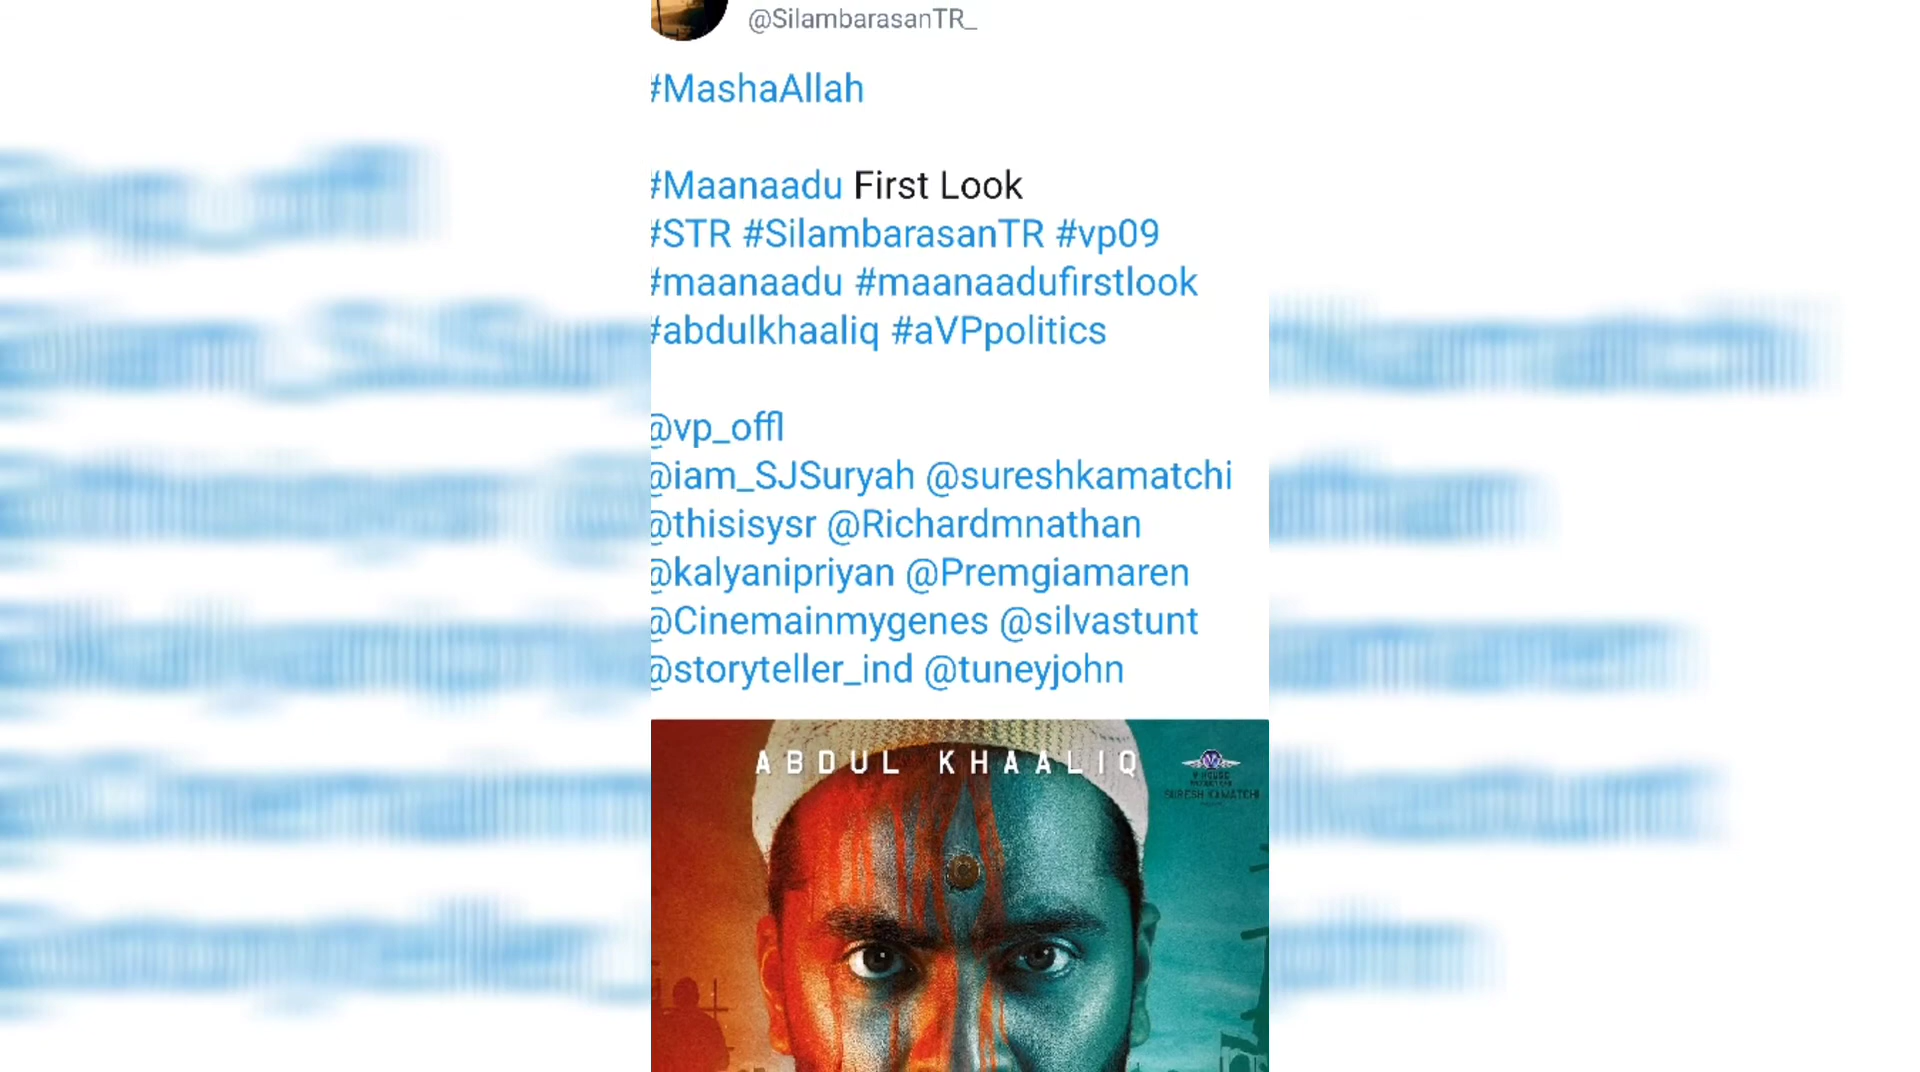 @SilambarasanTR_
#MashaAllah
#Maanaadu First Look
#STR #SilambarasanTR #vp09
#maanaadu #maanaadufirstlook
#abdulkhaaliq #aVPpolitics
@vp_offl
@iam_SJSuryah @sureshkamatchi
@thisisysr @Richardmnathan
@kalyanipriyan @Premgiamaren
@Cinemainmygenes @silvastunt
@storyteller_ind @tuneyjohn
ABDUL KHAALIQ
V HOUSE
SURESH KAMATCHI